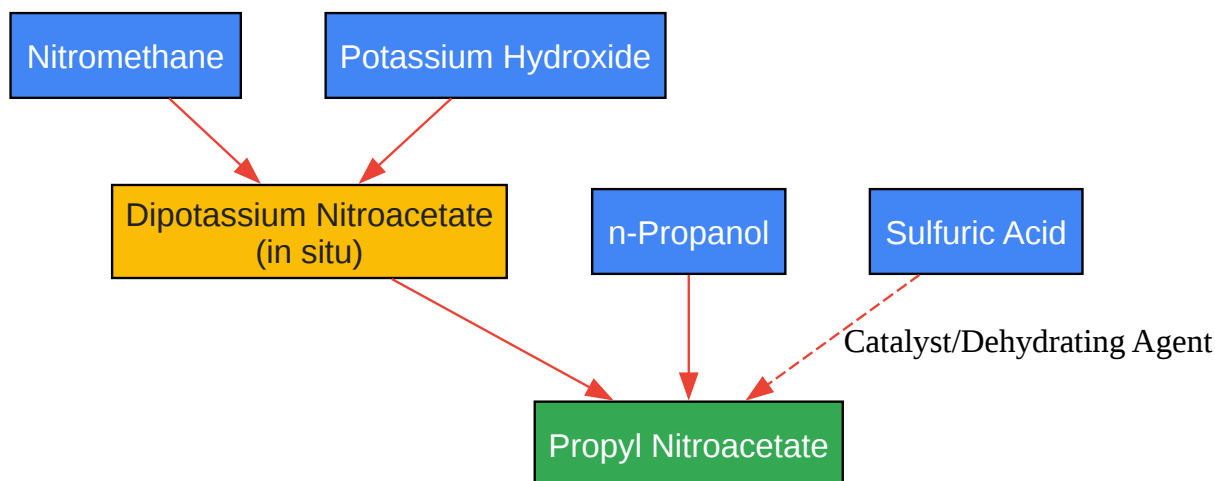 Nitromethane
Potassium Hydroxide
Dipotassium Nitroacetate
(in situ)
n-Propanol
Sulfuric Acid
Catalyst/Dehydrating Agent
Propyl Nitroacetate